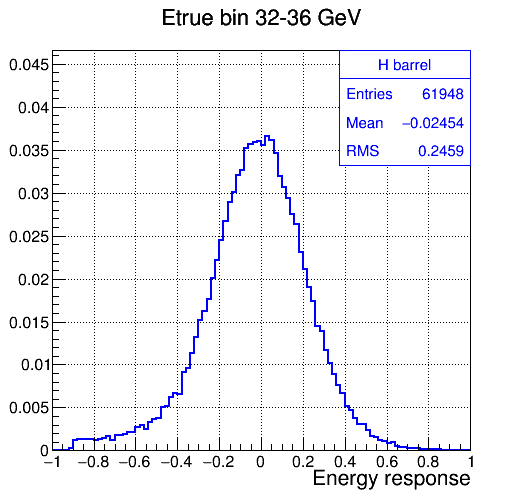 Etrue bin 32-36 GeV
H barrel
Entries 61948
Mean −0.02454
RMS 0.2459
0.045
0.04
0.035
0.03
0.025
0.02
0.015
0.01
0.005
0
−1 −0.8 −0.6 −0.4 −0.2 0 0.2 0.4 0.6 0.8 1
Energy response